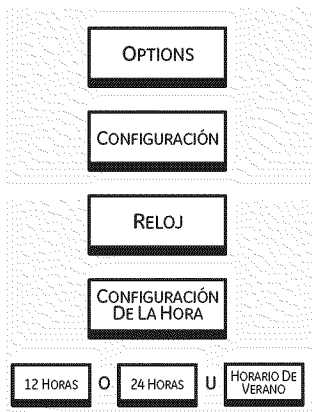 OPTIONS
CONFIGURACIÓN
RELOJ
CONFIGURACIÓN
DE LA HORA
12 HORAS O 24 HORAS U HORARIO DE
VERANO